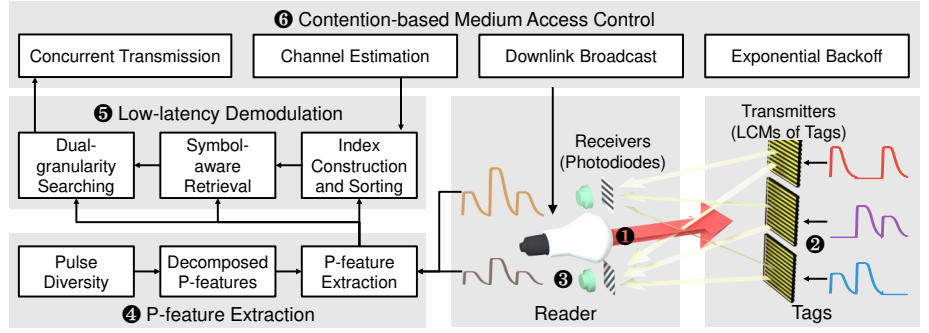 ❻ Contention-based Medium Access Control
Concurrent Transmission
Channel Estimation
Downlink Broadcast
Exponential Backoff
❺ Low-latency Demodulation
Dual-
granularity
Searching
Symbol-
aware
Retrieval
Index
Construction
and Sorting
Pulse
Diversity
Decomposed
P-features
P-feature
Extraction
❹ P-feature Extraction
Receivers
(Photodiodes)
❶
❸
Reader
Transmitters
(LCMs of Tags)
❷
Tags